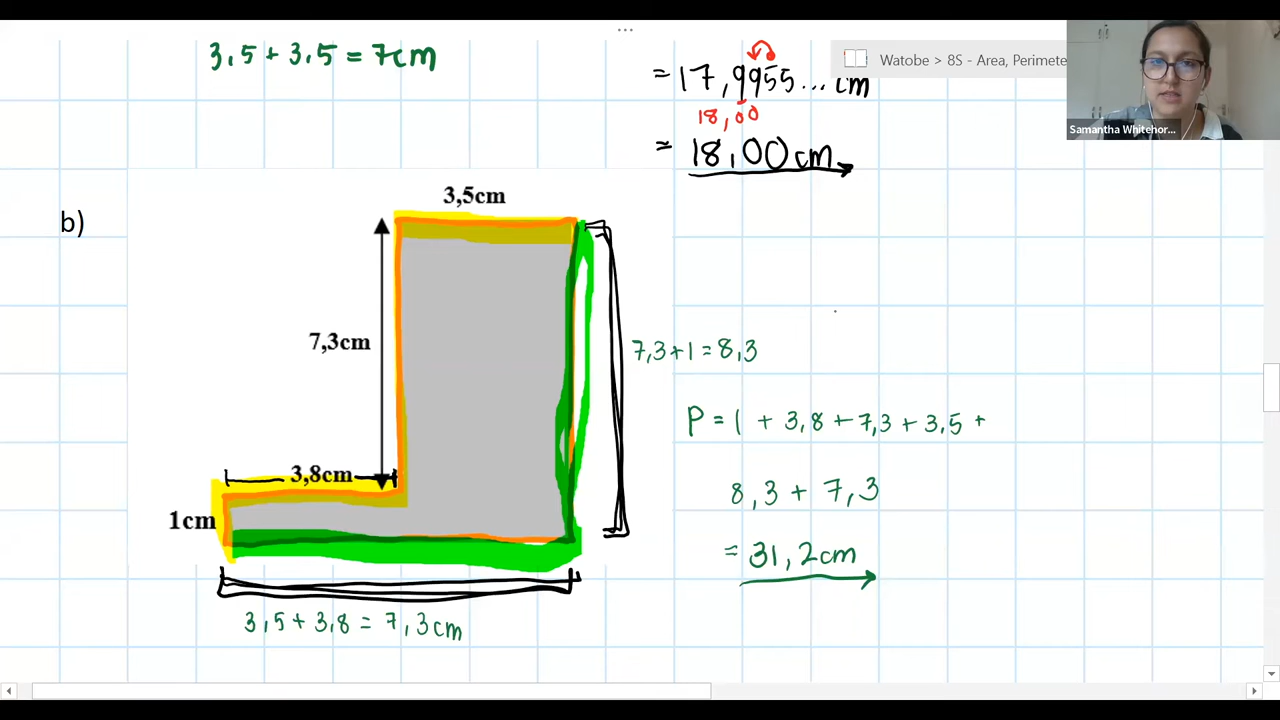 3,5 + 3,5 = 7cm
= 17,9955... cm
18,00
= 18,00cm
Watobe > 8S - Area, Perimete
Samantha Whitehor...
b)
3,5cm
7,3cm
7,3+1 = 8,3
P = 1 + 3,8 + 7,3 + 3,5 +
3,8cm
8,3 + 7,3
1cm
= 31,2cm
3,5 + 3,8 = 7,3cm